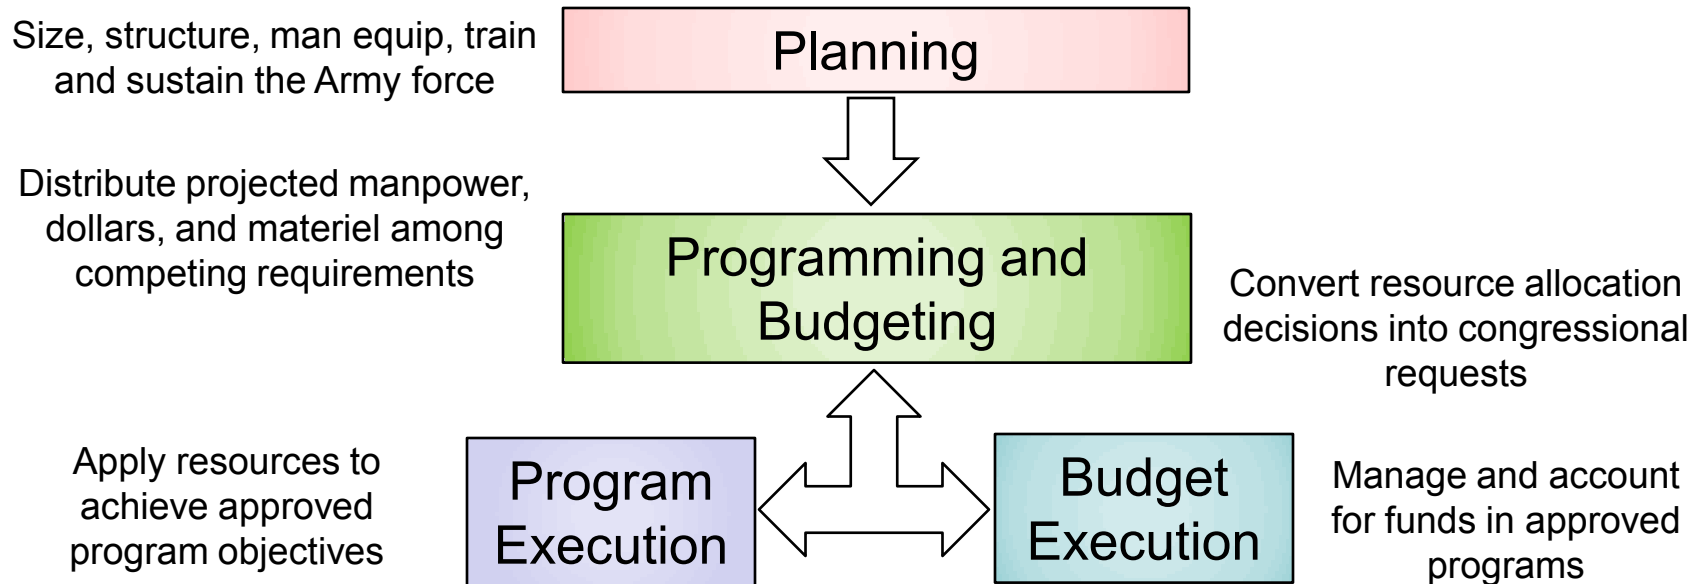 Size, structure, man equip, train
and sustain the Army force
Planning
Distribute projected manpower,
dollars, and materiel among
competing requirements
Programming and
Budgeting
Convert resource allocation
decisions into congressional
requests
Apply resources to
achieve approved
program objectives
Program
Execution
Budget
Execution
Manage and account
for funds in approved
programs